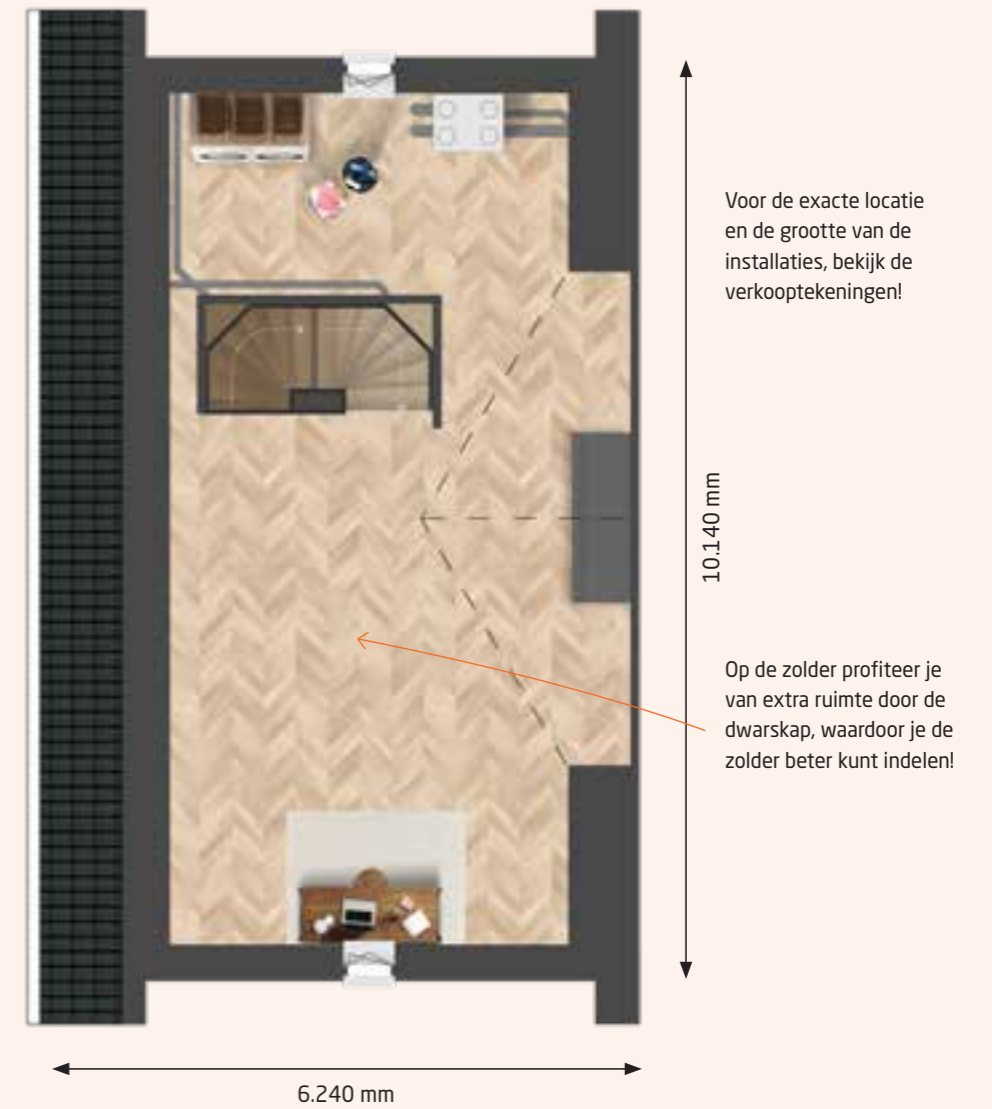 Voor de exacte locatie
en de grootte van de
installaties, bekijk de
verkooptekeningen!
10.140 mm
Op de zolder profiteer je
van extra ruimte door de
dwarskap, waardoor je de
zolder beter kunt indelen!
6.240 mm